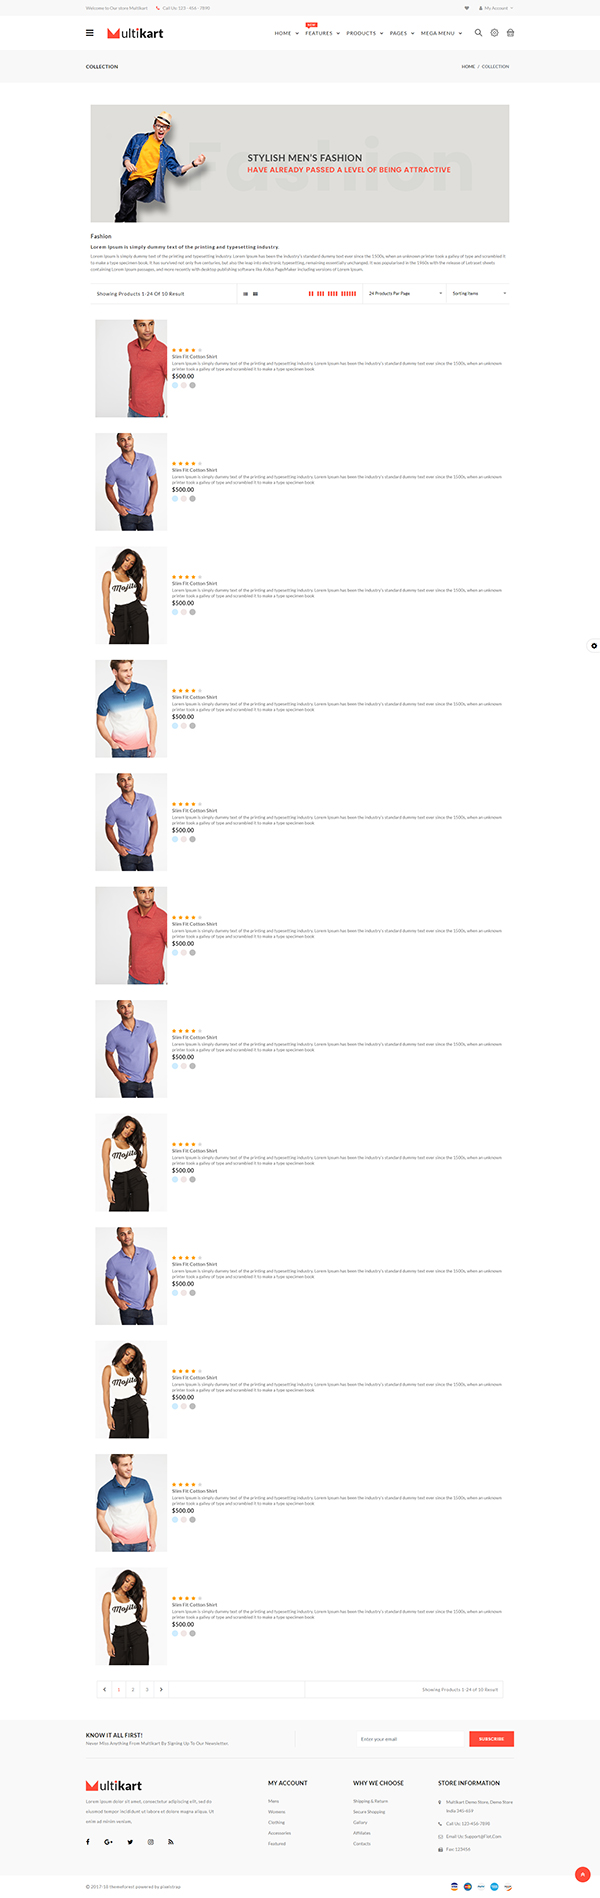 Welcome to Our store Multikart
Call Us: 123 - 456 - 7890
My Account
Multikart
HOME
NEW
FEATURES
PRODUCTS
PAGES
MEGA MENU
COLLECTION
HOME / COLLECTION
Fashion
STYLISH MEN'S FASHION
HAVE ALREADY PASSED A LEVEL OF BEING ATTRACTIVE
Fashion
Lorem Ipsum is simply dummy text of the printing and typesetting industry.
Lorem Ipsum is simply dummy text of the printing and typesetting industry. Lorem Ipsum has been the industry's standard dummy text ever since the 1500s, when an unknown printer took a galley of type and scrambled it
to make a type specimen book. It has survived not only five centuries, but also the leap into electronic typesetting, remaining essentially unchanged. It was popularised in the 1960s with the release of Letraset sheets
containing Lorem Ipsum passages, and more recently with desktop publishing software like Aldus PageMaker including versions of Lorem Ipsum.
Showing Products 1-24 Of 10 Result
24 Products Par Page
Sorting Items
Slim Fit Cotton Shirt
Lorem Ipsum is simply dummy text of the printing and typesetting industry. Lorem Ipsum has been the industry's standard dummy text ever since the 1500s, when an unknown
printer took a galley of type and scrambled it to make a type specimen book
$500.00
Slim Fit Cotton Shirt
Lorem Ipsum is simply dummy text of the printing and typesetting industry. Lorem Ipsum has been the industry's standard dummy text ever since the 1500s, when an unknown
printer took a galley of type and scrambled it to make a type specimen book
$500.00
Mojito
Slim Fit Cotton Shirt
Lorem Ipsum is simply dummy text of the printing and typesetting industry. Lorem Ipsum has been the industry's standard dummy text ever since the 1500s, when an unknown
printer took a galley of type and scrambled it to make a type specimen book
$500.00
Slim Fit Cotton Shirt
Lorem Ipsum is simply dummy text of the printing and typesetting industry. Lorem Ipsum has been the industry's standard dummy text ever since the 1500s, when an unknown
printer took a galley of type and scrambled it to make a type specimen book
$500.00
Slim Fit Cotton Shirt
Lorem Ipsum is simply dummy text of the printing and typesetting industry. Lorem Ipsum has been the industry's standard dummy text ever since the 1500s, when an unknown
printer took a galley of type and scrambled it to make a type specimen book
$500.00
Slim Fit Cotton Shirt
Lorem Ipsum is simply dummy text of the printing and typesetting industry. Lorem Ipsum has been the industry's standard dummy text ever since the 1500s, when an unknown
printer took a galley of type and scrambled it to make a type specimen book
$500.00
Slim Fit Cotton Shirt
Lorem Ipsum is simply dummy text of the printing and typesetting industry. Lorem Ipsum has been the industry's standard dummy text ever since the 1500s, when an unknown
printer took a galley of type and scrambled it to make a type specimen book
$500.00
Mojito
Slim Fit Cotton Shirt
Lorem Ipsum is simply dummy text of the printing and typesetting industry. Lorem Ipsum has been the industry's standard dummy text ever since the 1500s, when an unknown
printer took a galley of type and scrambled it to make a type specimen book
$500.00
Slim Fit Cotton Shirt
Lorem Ipsum is simply dummy text of the printing and typesetting industry. Lorem Ipsum has been the industry's standard dummy text ever since the 1500s, when an unknown
printer took a galley of type and scrambled it to make a type specimen book
$500.00
Mojito
Slim Fit Cotton Shirt
Lorem Ipsum is simply dummy text of the printing and typesetting industry. Lorem Ipsum has been the industry's standard dummy text ever since the 1500s, when an unknown
printer took a galley of type and scrambled it to make a type specimen book
$500.00
Slim Fit Cotton Shirt
Lorem Ipsum is simply dummy text of the printing and typesetting industry. Lorem Ipsum has been the industry's standard dummy text ever since the 1500s, when an unknown
printer took a galley of type and scrambled it to make a type specimen book
$500.00
Mojito
Slim Fit Cotton Shirt
Lorem Ipsum is simply dummy text of the printing and typesetting industry. Lorem Ipsum has been the industry's standard dummy text ever since the 1500s, when an unknown
printer took a galley of type and scrambled it to make a type specimen book
$500.00
1 2 3
Showing Products 1-24 of 10 Result
KNOW IT ALL FIRST!
Never Miss Anything From Multikart By Signing Up To Our Newsletter.
Enter your email
SUBSCRIBE
Multikart
Lorem ipsum dolor sit amet, consectetur adipiscing elit, sed do
eiusmod tempor incididunt ut labore et dolore magna aliqua. Ut
enim ad minim veniam,
MY ACCOUNT
Mens
Womens
Clothing
Accessories
Featured
WHY WE CHOOSE
Shipping & Return
Secure Shopping
Gallary
Affiliates
Contacts
STORE INFORMATION
Multikart Demo Store, Demo Store
India 345-659
Call Us: 123-456-7898
Email Us: Support@Fiot.Com
Fax: 123456
© 2017-18 themeforest powered by pixelstrap